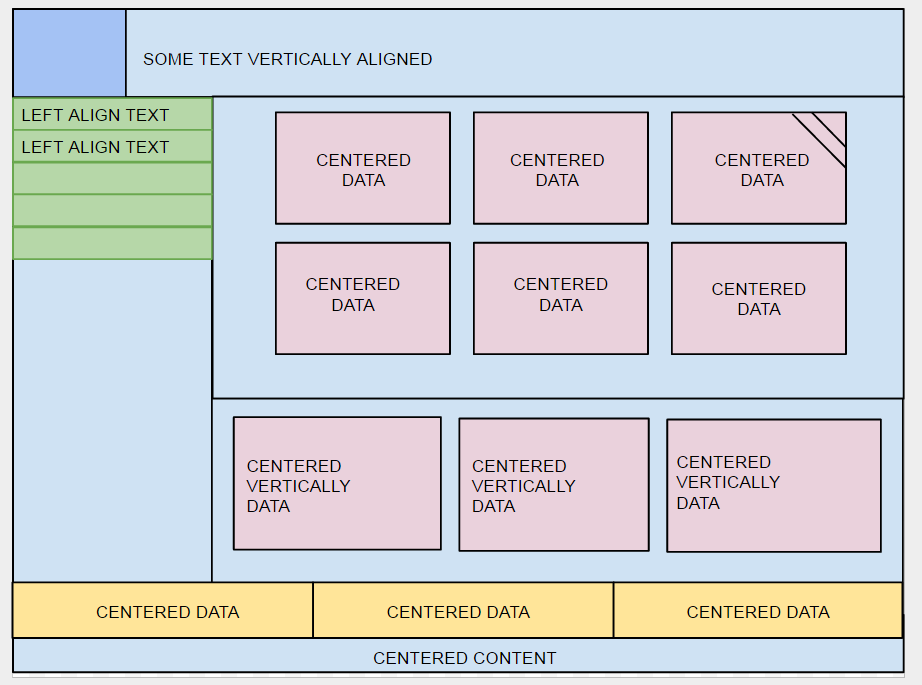 SOME TEXT VERTICALLY ALIGNED
LEFT ALIGN TEXT
LEFT ALIGN TEXT
CENTERED
DATA
CENTERED
DATA
CENTERED
DATA
CENTERED
DATA
CENTERED
DATA
CENTERED
DATA
CENTERED
VERTICALLY
DATA
CENTERED
VERTICALLY
DATA
CENTERED
VERTICALLY
DATA
CENTERED DATA
CENTERED DATA
CENTERED DATA
CENTERED CONTENT